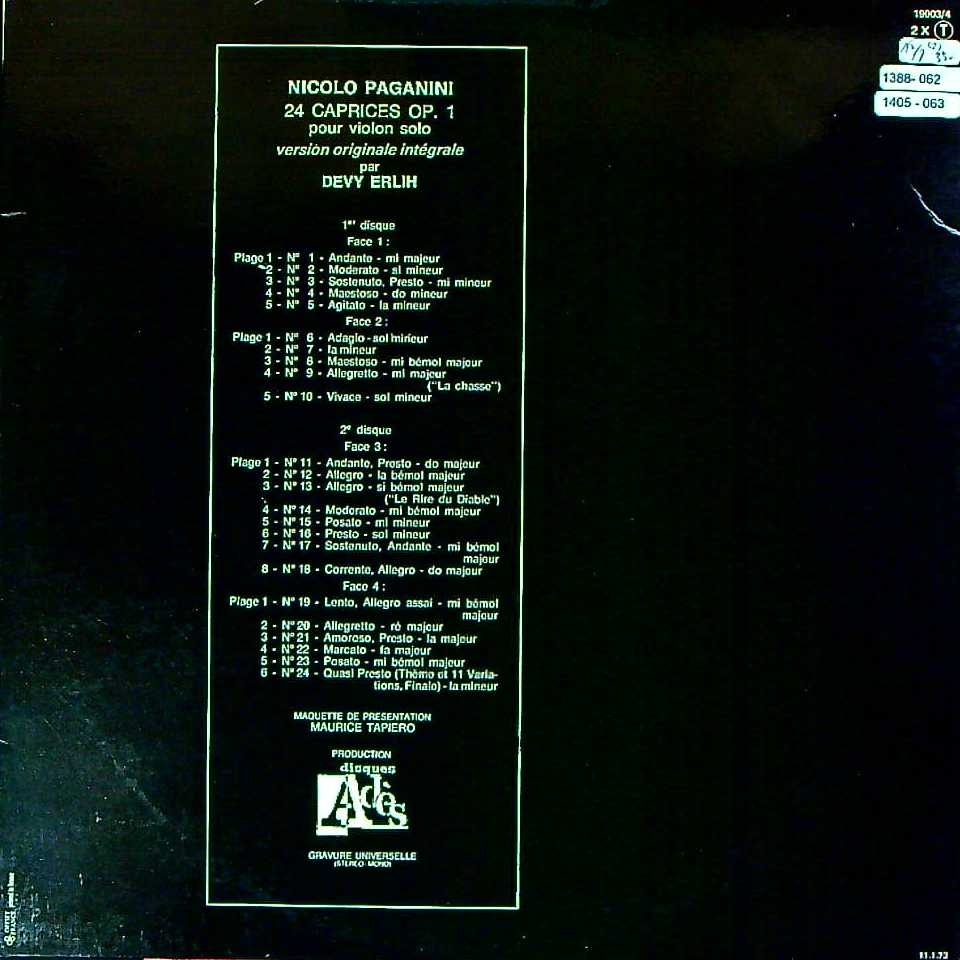 19003/4
2 X T
1388-062
1405-063
NICOLO PAGANINI
24 CAPRICES OP. 1
pour violon solo
version originale intégrale
par
DEVY ERLIH
1er disque
Face 1 :
Plage 1 - N° 1 - Andante - mi majeur
2 - N° 2 - Moderato - si mineur
3 - N° 3 - Sostenuto, Presto - mi mineur
4 - N° 4 - Maestoso - do mineur
5 - N° 5 - Agitato - la mineur
Face 2 :
Plage 1 - N° 6 - Adagio - sol mineur
2 - N° 7 - la mineur
3 - N° 8 - Maestoso - mi bémol majeur
4 - N° 9 - Allegretto - mi majeur
("La chasse")
5 - N° 10 - Vivace - sol mineur
2e disque
Face 3 :
Plage 1 - N° 11 - Andante, Presto - do majeur
2 - N° 12 - Allegro - la bémol majeur
3 - N° 13 - Allegro - si bémol majeur
("Le Rire du Diable")
4 - N° 14 - Moderato - mi bémol majeur
5 - N° 15 - Posato - mi mineur
6 - N° 16 - Presto - sol mineur
7 - N° 17 - Sostenuto, Andante - mi bémol
majeur
8 - N° 18 - Corrente, Allegro - do majeur
Face 4 :
Plage 1 - N° 19 - Lento, Allegro assai - mi bémol
majeur
2 - N° 20 - Allegretto - ré majeur
3 - N° 21 - Amoroso, Presto - la majeur
4 - N° 22 - Marcato - fa majeur
5 - N° 23 - Posato - mi bémol majeur
6 - N° 24 - Quasi Presto (Thème et 11 Varia-
tions, Finale) - la mineur
MAQUETTE DE PRESENTATION
MAURICE TAPIERO
PRODUCTION
disques
Adès
GRAVURE UNIVERSELLE
(STEREO-MONO)
OFFSET
FRANCE printed in france
11.1.73